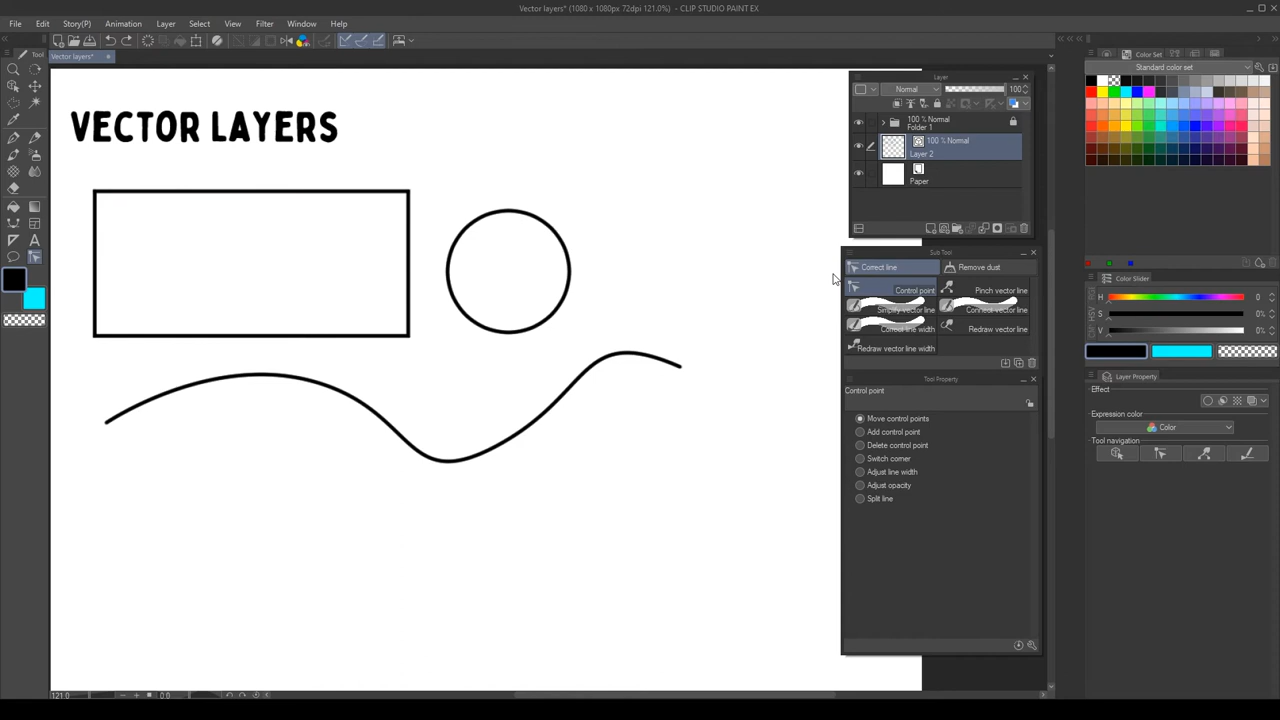 Vector layers* (1080 x 1080px 72dpi 121.0%) - CLIP STUDIO PAINT EX
File Edit Story(P) Animation Layer Select View Filter Window Help
Tool
Vector layers*
VECTOR LAYERS
Layer
Normal 100
100 % Normal
Folder 1
100 % Normal
Layer 2
Paper
Sub Tool
Correct line Remove dust
Control point Pinch vector line
Simplify vector line Connect vector line
Correct line width Redraw vector line
Redraw vector line width
Tool Property
Control point
Move control points
Add control point
Delete control point
Switch corner
Adjust line width
Adjust opacity
Split line
Color Set
Standard color set
Color Slider
H 0
S 0%
V 0%
Layer Property
Effect
Expression color
Color
Tool navigation
121.0 0.0